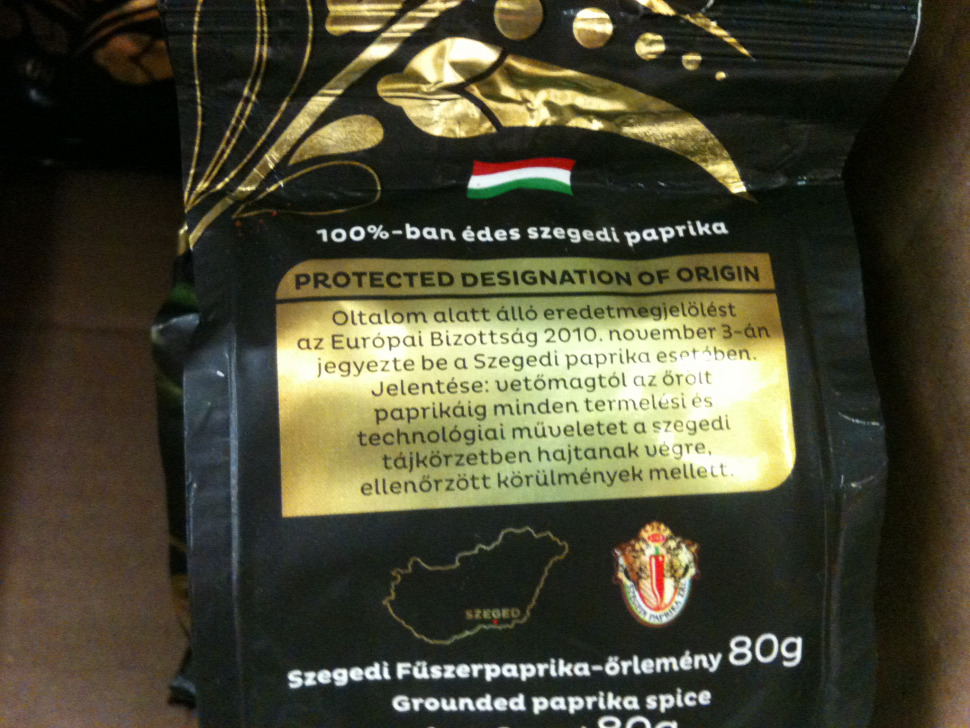 100%-ban édes szegedi paprika
PROTECTED DESIGNATION OF ORIGIN
Oltalom alatt álló eredetmegjelölést
az Európai Bizottság 2010. november 3-án
jegyezte be a Szegedi paprika esetében.
Jelentése: vetőmagtól az őrölt
paprikáig minden termelési és
technológiai műveletet a szegedi
tájkörzetben hajtanak végre,
ellenőrzött körülmények mellett.
SZEGED
Szegedi Fűszerpaprika-őrlemény 80g
Grounded paprika spice
80g